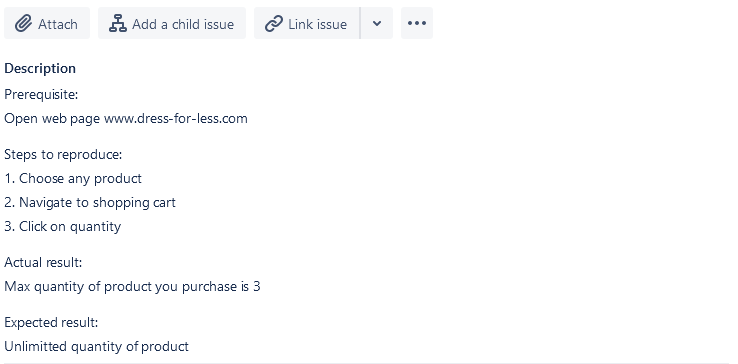 Attach
Add a child issue
Link issue
Description
Prerequisite:
Open web page www.dress-for-less.com
Steps to reproduce:
1. Choose any product
2. Navigate to shopping cart
3. Click on quantity
Actual result:
Max quantity of product you purchase is 3
Expected result:
Unlimitted quantity of product